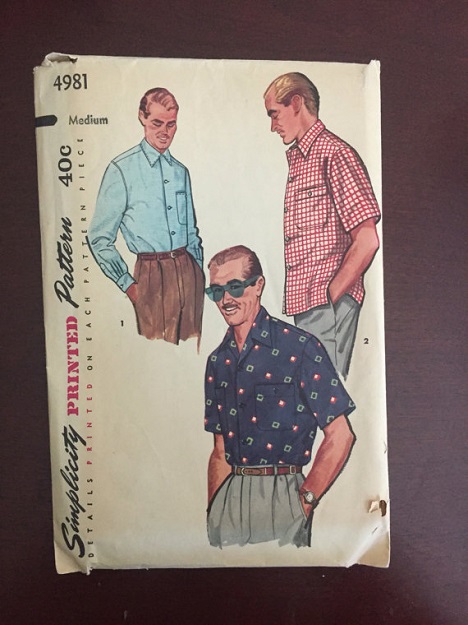 4981
Medium
40c
Simplicity PRINTED Pattern
DETAILS PRINTED ON EACH PATTERN PIECE
1
2